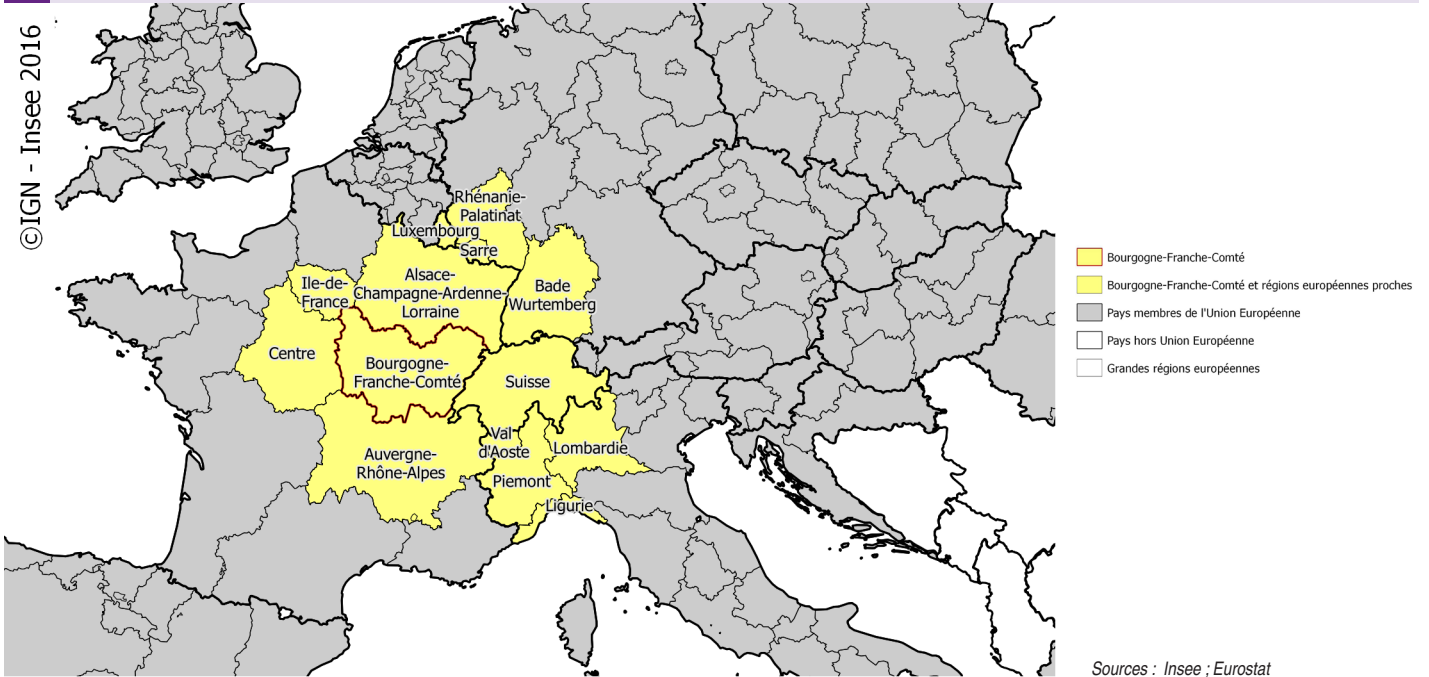 ©IGN - Insee 2016
Rhénanie-
Palatinat
Luxembourg
Sarre
Ile-de-
France
Alsace-
Champagne-Ardenne-
Lorraine
Bade
Wurtemberg
Centre
Bourgogne-
Franche-Comté
Suisse
Auvergne-
Rhône-Alpes
Val
d'Aoste
Lombardie
Piemont
Ligurie
Bourgogne-Franche-Comté
Bourgogne-Franche-Comté et régions européennes proches
Pays membres de l'Union Européenne
Pays hors Union Européenne
Grandes régions européennes
Sources : Insee ; Eurostat